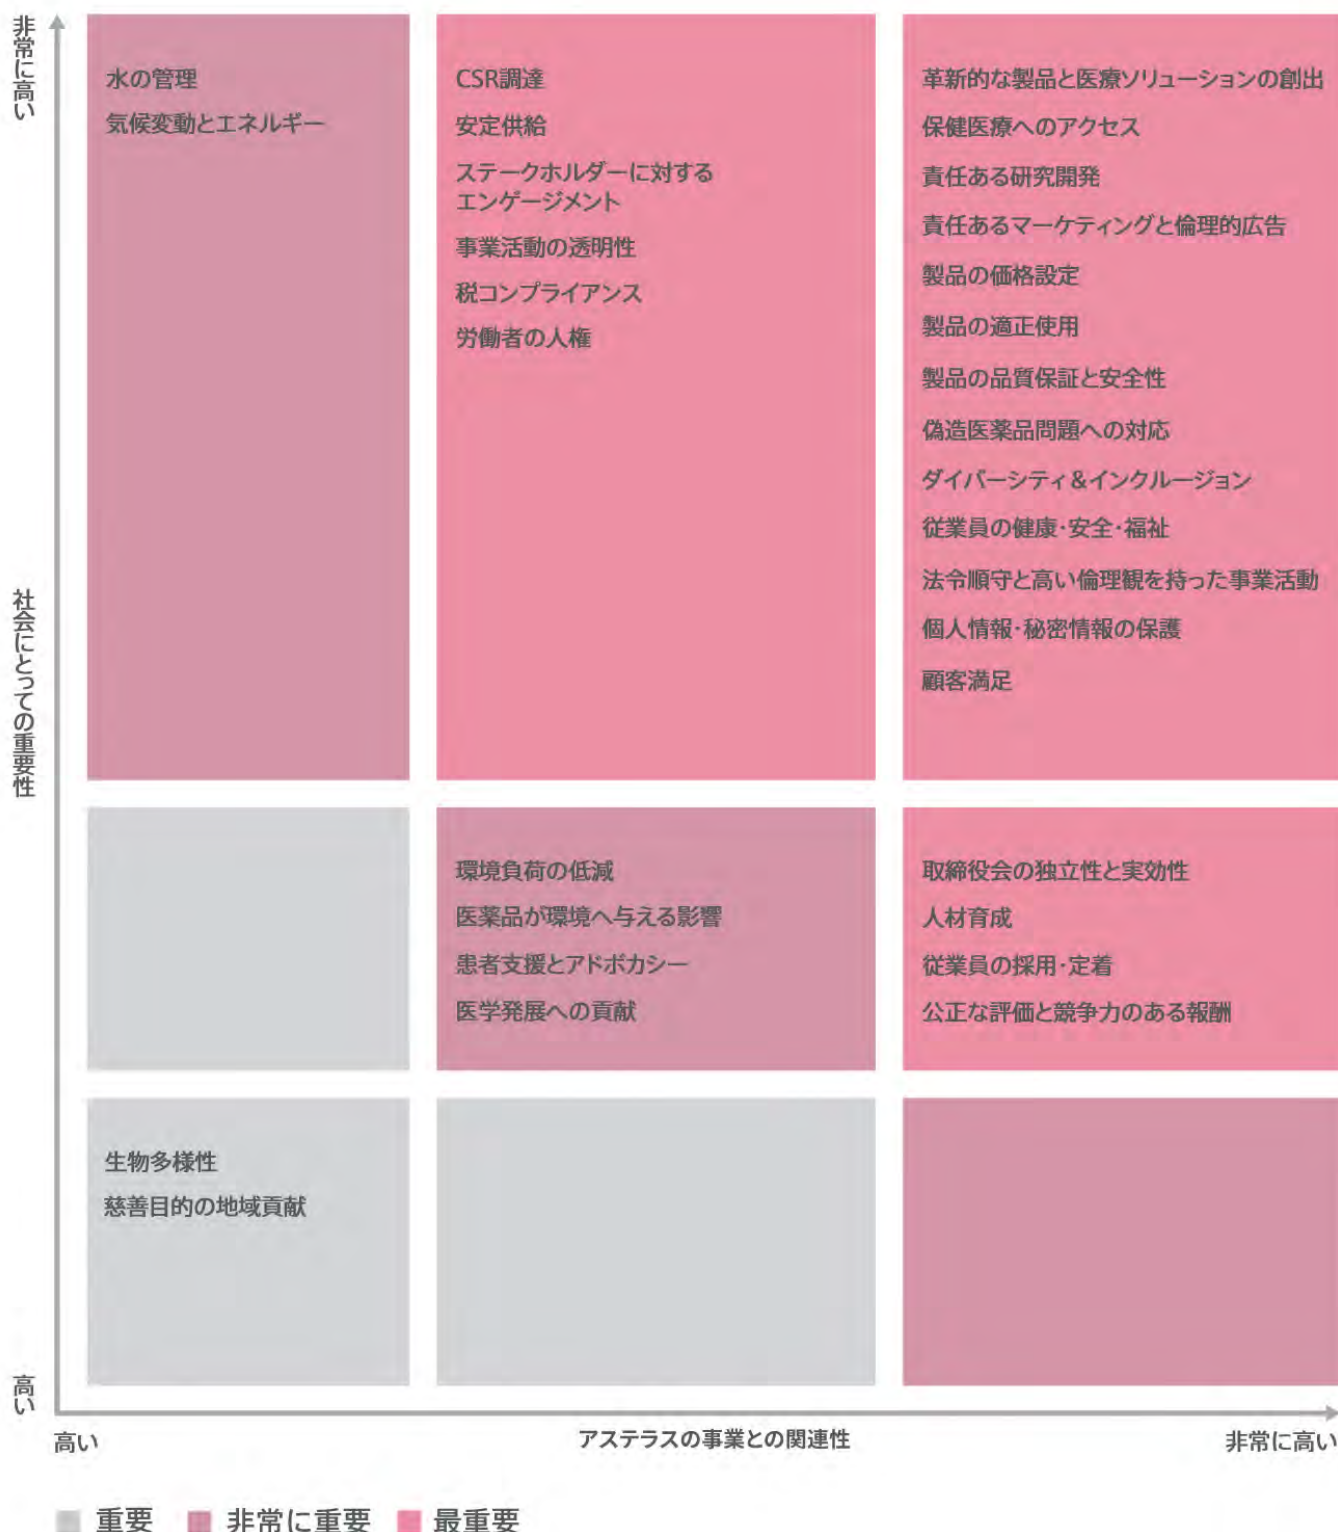 非常に高い
社会にとっての重要性
高い
水の管理
気候変動とエネルギー
CSR調達
安定供給
ステークホルダーに対する
エンゲージメント
事業活動の透明性
税コンプライアンス
労働者の人権
革新的な製品と医療ソリューションの創出
保健医療へのアクセス
責任ある研究開発
責任あるマーケティングと倫理的広告
製品の価格設定
製品の適正使用
製品の品質保証と安全性
偽造医薬品問題への対応
ダイバーシティ&インクルージョン
従業員の健康・安全・福祉
法令順守と高い倫理観を持った事業活動
個人情報・秘密情報の保護
顧客満足
環境負荷の低減
医薬品が環境へ与える影響
患者支援とアドボカシー
医学発展への貢献
取締役会の独立性と実効性
人材育成
従業員の採用・定着
公正な評価と競争力のある報酬
生物多様性
慈善目的の地域貢献
高い
アステラスの事業との関連性
非常に高い
重要
非常に重要
最重要